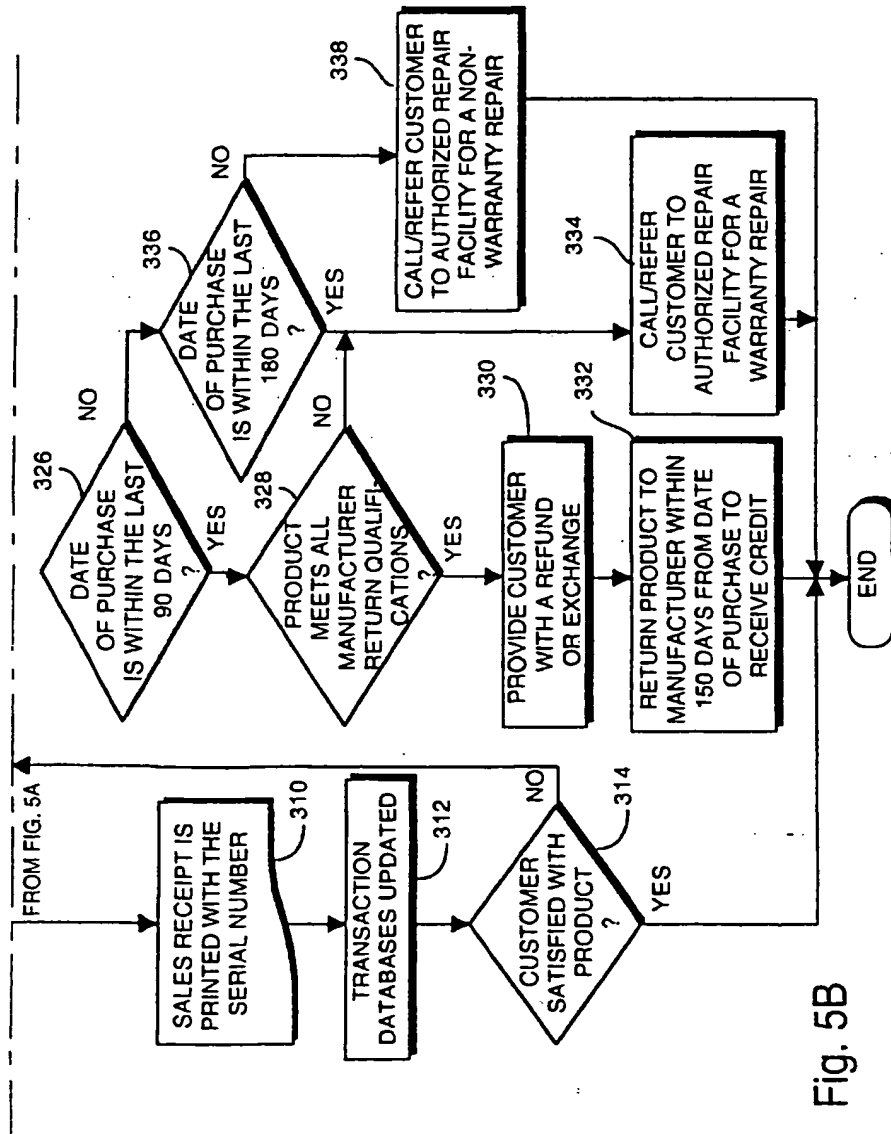 FROM FIG. 5A
SALES RECEIPT IS
PRINTED WITH THE
SERIAL NUMBER
310
TRANSACTION
DATABASES UPDATED
312
CUSTOMER
SATISFIED WITH
PRODUCT
?
314
NO
YES
326
DATE
OF PURCHASE
IS WITHIN THE LAST
90 DAYS
?
NO
YES
328
PRODUCT
MEETS ALL
MANUFACTURER
RETURN QUALIFI-
CATIONS
?
NO
YES
330
PROVIDE CUSTOMER
WITH A REFUND
OR EXCHANGE
332
RETURN PRODUCT TO
MANUFACTURER WITHIN
150 DAYS FROM DATE
OF PURCHASE TO
RECEIVE CREDIT
336
DATE
OF PURCHASE
IS WITHIN THE LAST
180 DAYS
?
NO
YES
338
CALL/REFER CUSTOMER
TO AUTHORIZED REPAIR
FACILITY FOR A NON-
WARRANTY REPAIR
334
CALL/REFER
CUSTOMER TO
AUTHORIZED REPAIR
FACILITY FOR A
WARRANTY REPAIR
END
Fig. 5B